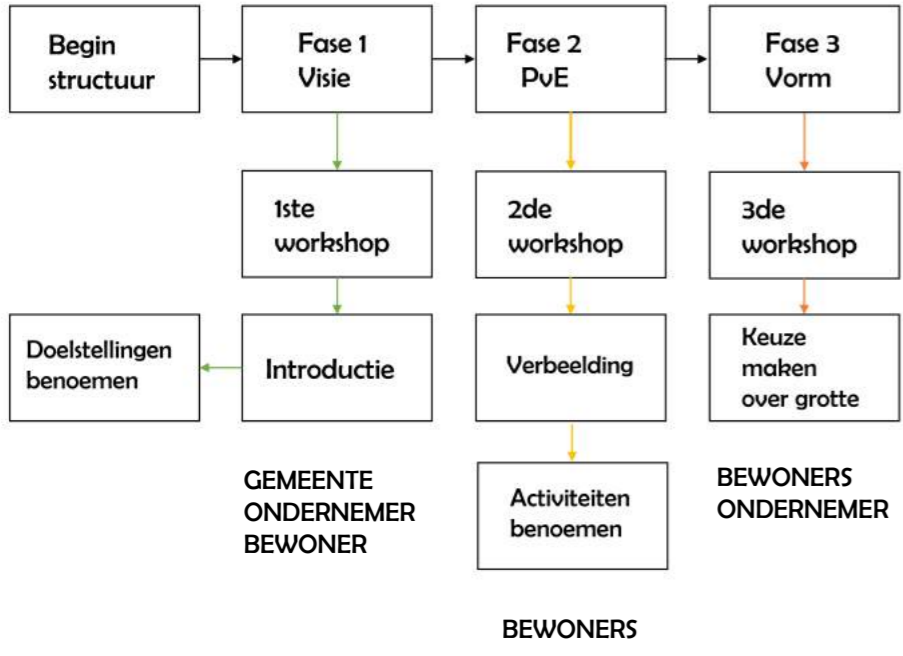 Begin
structuur
Fase 1
Visie
Fase 2
PvE
Fase 3
Vorm
1ste
workshop
2de
workshop
3de
workshop
Doelstellingen
benoemen
Introductie
Verbeelding
Keuze
maken
over grotte
GEMEENTE
ONDERNEMER
BEWONER
Activiteiten
benoemen
BEWONERS
ONDERNEMER
BEWONERS